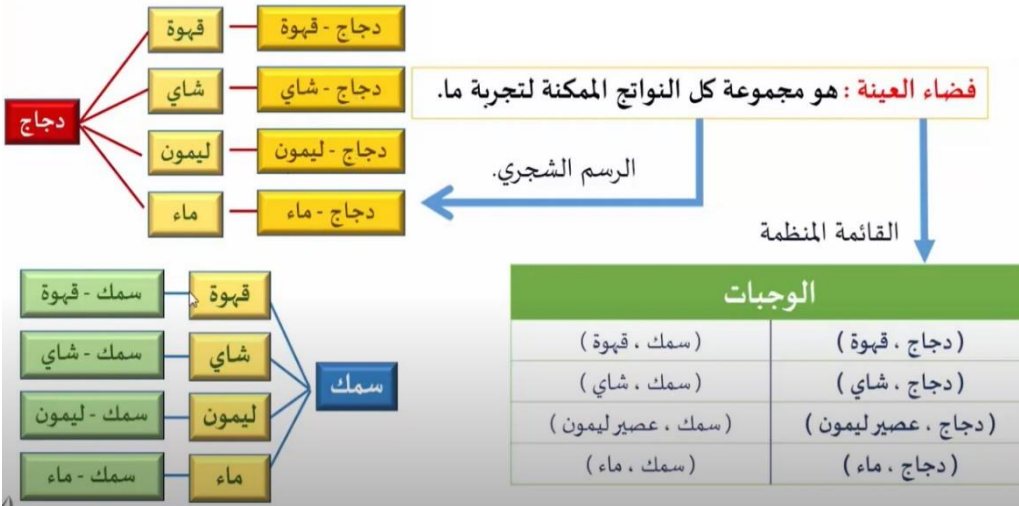 فضاء العينة : هو مجموعة كل النواتج الممكنة لتجربة ما.
الرسم الشجري.
القائمة المنظمة
دجاج
قهوة
دجاج - قهوة
شاي
دجاج - شاي
ليمون
دجاج - ليمون
ماء
دجاج - ماء
الوجبات
( دجاج ، قهوة ) ( سمك ، قهوة )
( دجاج ، شاي ) ( سمك ، شاي )
( دجاج ، عصير ليمون ) ( سمك ، عصير ليمون )
( دجاج ، ماء ) ( سمك ، ماء )
سمك
قهوة
سمك - قهوة
شاي
سمك - شاي
ليمون
سمك - ليمون
ماء
سمك - ماء